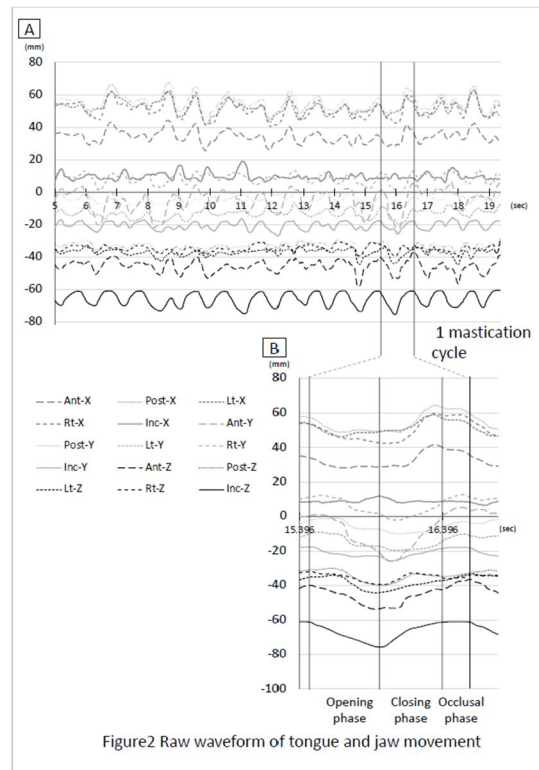 A
(mm)
80
60
40
20
0
-20
-40
-60
-80
5 6 7 8 9 10 11 12 13 14 15 16 17 18 19 (sec)
1 mastication
cycle
B
(mm)
80
60
40
20
0
-20
-40
-60
-80
-100
15.396 16.396 (sec)
Ant-X Post-X Lt-X
Rt-X Inc-X Ant-Y
Post-Y Lt-Y Rt-Y
Inc-Y Ant-Z Post-Z
Lt-Z Rt-Z Inc-Z
Opening Closing Occlusal
phase phase phase
Figure2 Raw waveform of tongue and jaw movement